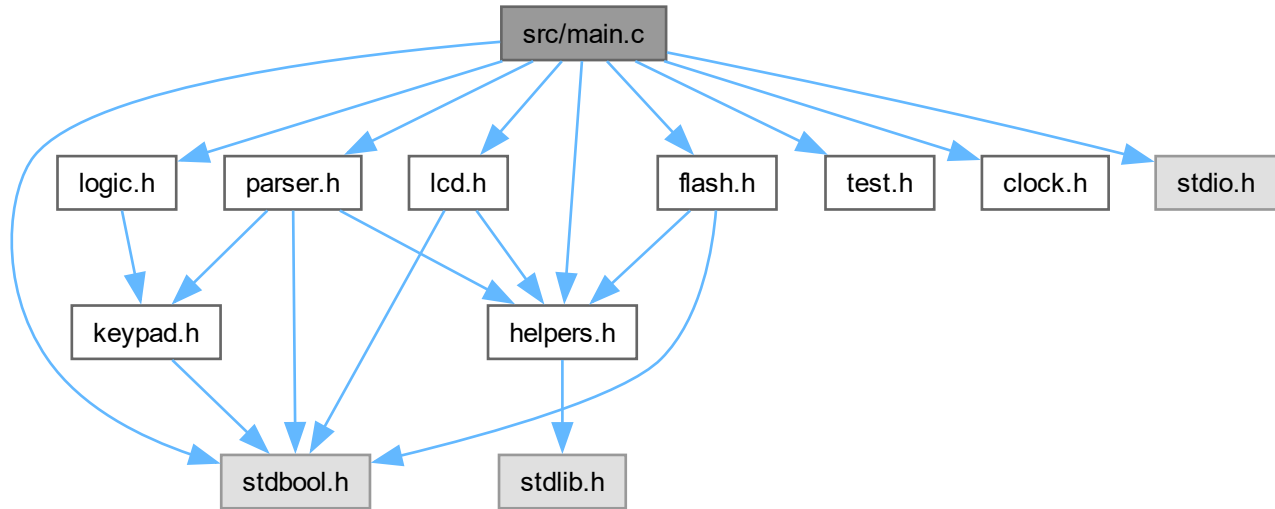 src/main.c
logic.h
parser.h
lcd.h
flash.h
test.h
clock.h
stdio.h
keypad.h
helpers.h
stdbool.h
stdlib.h